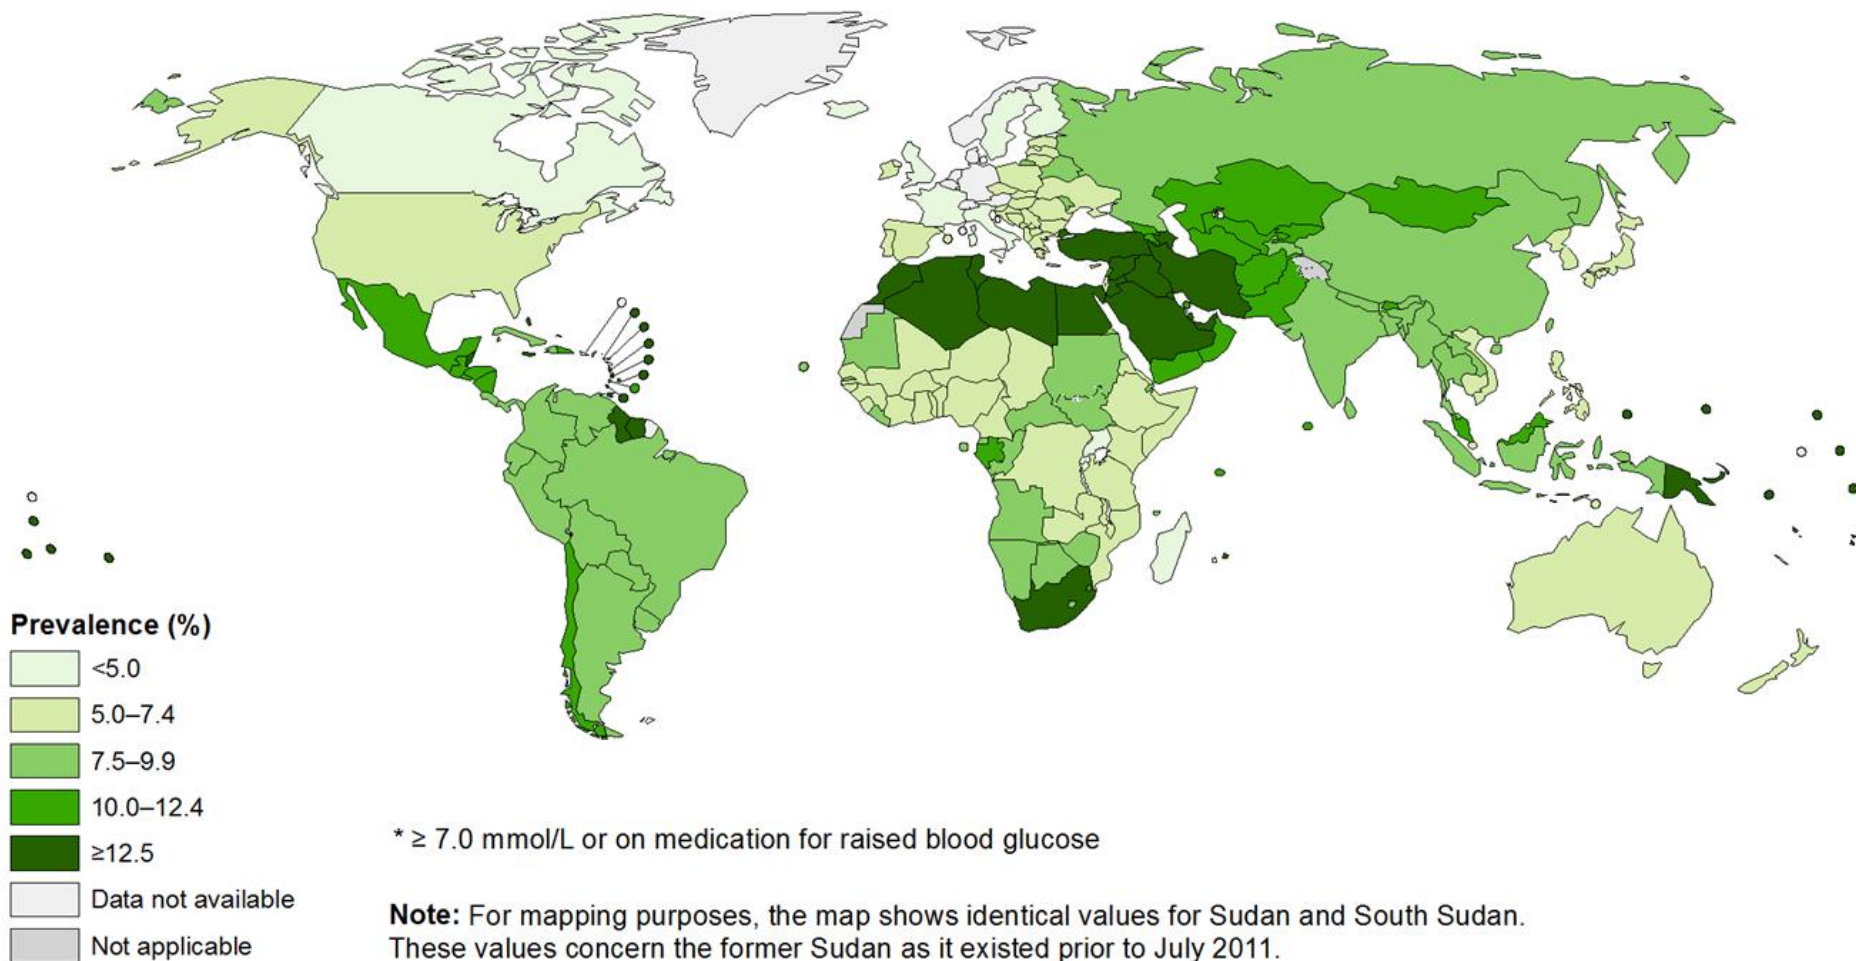 Prevalence (%)
<5.0
5.0–7.4
7.5–9.9
10.0–12.4
≥12.5
Data not available
Not applicable
* ≥ 7.0 mmol/L or on medication for raised blood glucose
Note: For mapping purposes, the map shows identical values for Sudan and South Sudan.
These values concern the former Sudan as it existed prior to July 2011.